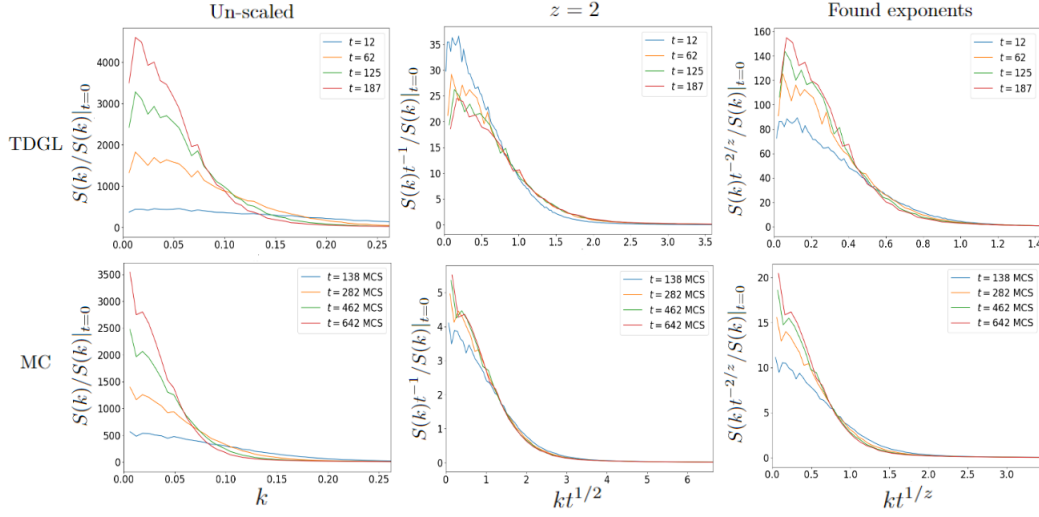 Un-scaled
z = 2
Found exponents
TDGL
S(k)/S(k)|t=0
4000
3000
2000
1000
0
t = 12
t = 62
t = 125
t = 187
0.00 0.05 0.10 0.15 0.20 0.25
S(k)t^{-1}/S(k)|t=0
35
30
25
20
15
10
5
0
t = 12
t = 62
t = 125
t = 187
0.0 0.5 1.0 1.5 2.0 2.5 3.0 3.5
S(k)t^{-2/z}/S(k)|t=0
160
140
120
100
80
60
40
20
0
t = 12
t = 62
t = 125
t = 187
0.0 0.2 0.4 0.6 0.8 1.0 1.2 1.4
MC
S(k)/S(k)|t=0
3500
3000
2500
2000
1500
1000
500
0
t = 138 MCS
t = 282 MCS
t = 462 MCS
t = 642 MCS
0.00 0.05 0.10 0.15 0.20 0.25
k
S(k)t^{-1}/S(k)|t=0
5
4
3
2
1
0
t = 138 MCS
t = 282 MCS
t = 462 MCS
t = 642 MCS
0 1 2 3 4 5 6
kt^{1/2}
S(k)t^{-2/z}/S(k)|t=0
20
15
10
5
0
t = 138 MCS
t = 282 MCS
t = 462 MCS
t = 642 MCS
0.0 0.5 1.0 1.5 2.0 2.5 3.0
kt^{1/z}